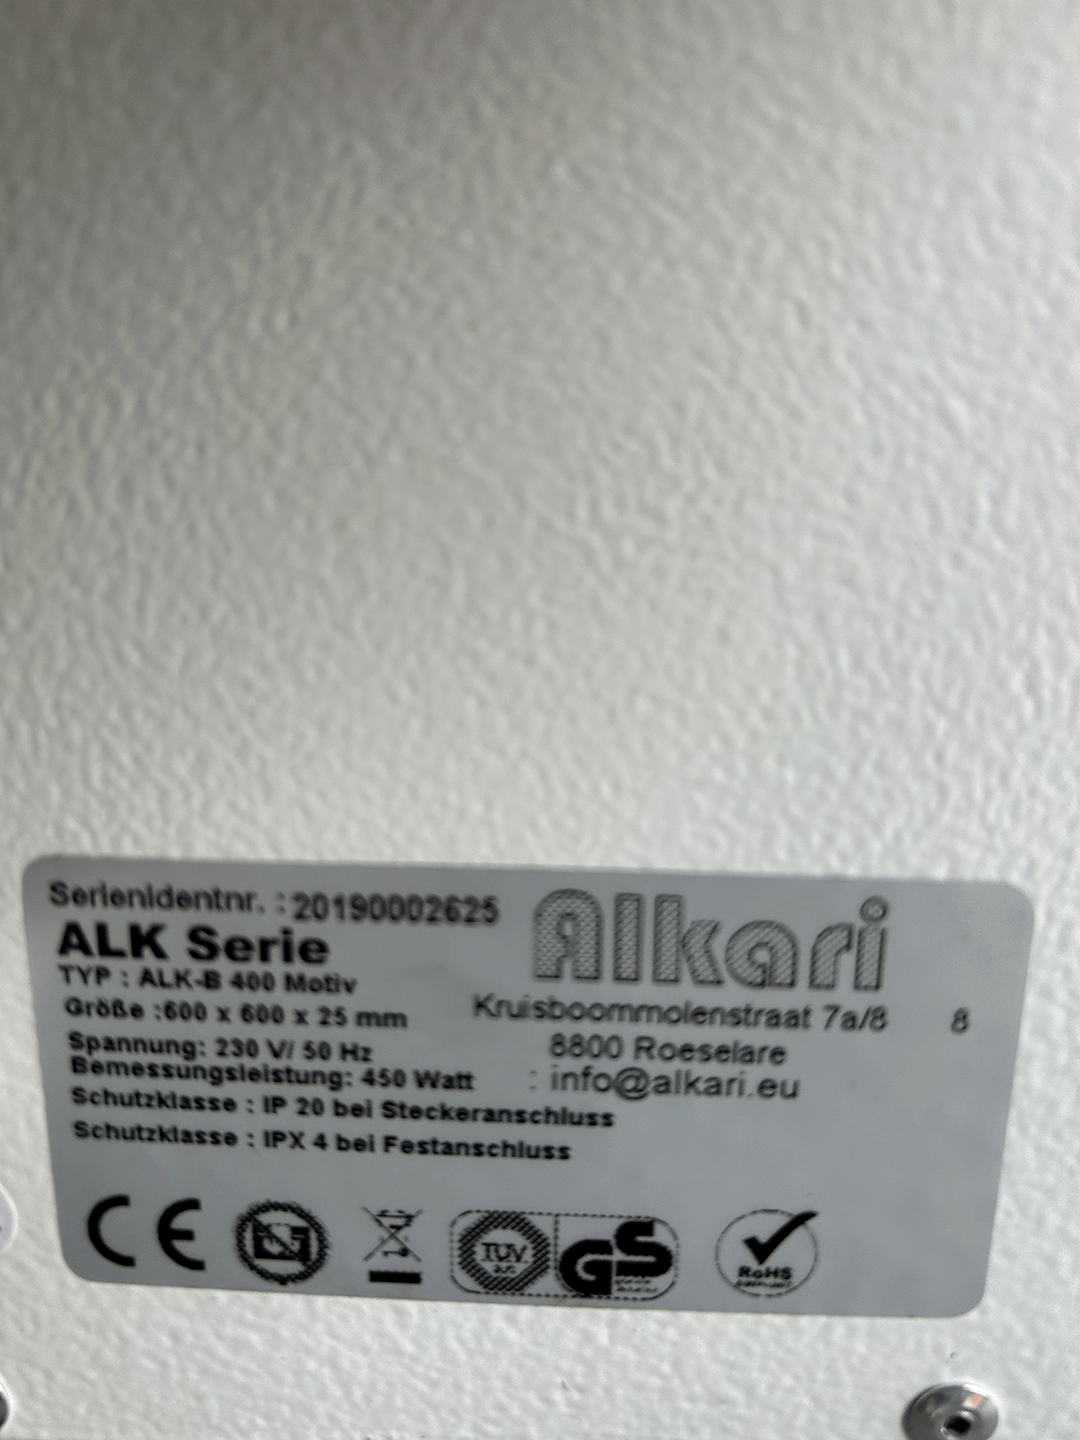 Serienidentnr. : 20190002625
Alkari
ALK Serie
TYP : ALK-B 400 Motiv
Größe :600 x 600 x 25 mm
Kruisboommolenstraat 7a/8 8
Spannung: 230 V/ 50 Hz
8800 Roeselare
Bemessungsleistung: 450 Watt
: info@alkari.eu
Schutzklasse : IP 20 bei Steckeranschluss
Schutzklasse : IPX 4 bei Festanschluss
CE
TÜV
GS
RoHS